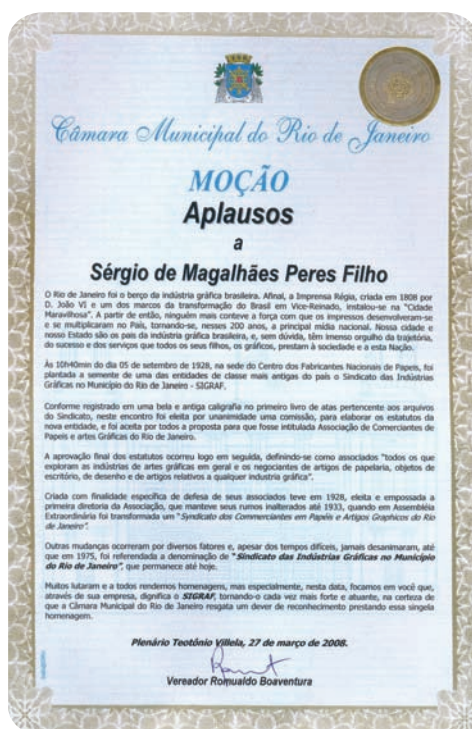 Câmara Municipal do Rio de Janeiro
MOÇÃO
Aplausos
a
Sérgio de Magalhães Peres Filho
O Rio de Janeiro foi o berço da indústria gráfica brasileira. Afinal, a Imprensa Régia, criada em 1808 por
D. João VI e um dos marcos da transformação do Brasil em Vice-Reinado, instalou-se na "Cidade
Maravilhosa". A partir de então, ninguém mais conteve a força com que os impressos desenvolveram-se
e se multiplicaram no País, tornando-se, nesses 200 anos, a principal mídia nacional. Nossa cidade e
nosso Estado são os pais da indústria gráfica brasileira, e, sem dúvida, têm imenso orgulho da trajetória,
do sucesso e dos serviços que todos os seus filhos, os gráficos, prestam à sociedade e a esta Nação.
Às 10h40min do dia 05 de setembro de 1928, na sede do Centro dos Fabricantes Nacionais de Papeis, foi
plantada a semente de uma das entidades de classe mais antigas do país o Sindicato das Indústrias
Gráficas no Município do Rio de Janeiro - SIGRAF.
Conforme registrado em uma bela e antiga caligrafia no primeiro livro de atas pertencente aos arquivos
do Sindicato, neste encontro foi eleita por unanimidade uma comissão, para elaborar os estatutos da
nova entidade, e foi aceita por todos a proposta para que fosse intitulada Associação de Comerciantes de
Papeis e artes Gráficas do Rio de Janeiro.
A aprovação final dos estatutos ocorreu logo em seguida, definindo-se como associados "todos os que
exploram as indústrias de artes gráficas em geral e os negociantes de artigos de papelaria, objetos de
escritório, de desenho e de artigos relativos a qualquer indústria gráfica".
Criada com finalidade específica de defesa de seus associados teve em 1928, eleita e empossada a
primeira diretoria da Associação, que manteve seus rumos inalterados até 1933, quando em Assembléia
Extraordinária foi transformada um "Syndicato dos Commerciantes em Papéis e Artigos Graphicos do Rio
de Janeiro".
Outras mudanças ocorreram por diversos fatores e, apesar dos tempos difíceis, jamais desanimaram, até
que em 1975, foi referendada a denominação de "Sindicato das Indústrias Gráficas no Município
do Rio de Janeiro", que permanece até hoje.
Muitos lutaram e a todos rendemos homenagem, mas especialmente, nesta data, focamos em você que,
através de sua empresa, dignifica o SIGRAF, tornando-o cada vez mais forte e atuante, na certeza de
que a Câmara Municipal do Rio de Janeiro resgata um dever de reconhecimento prestando essa singela
homenagem.
Plenário Teotônio Villela, 27 de março de 2008.
Vereador Romualdo Boaventura